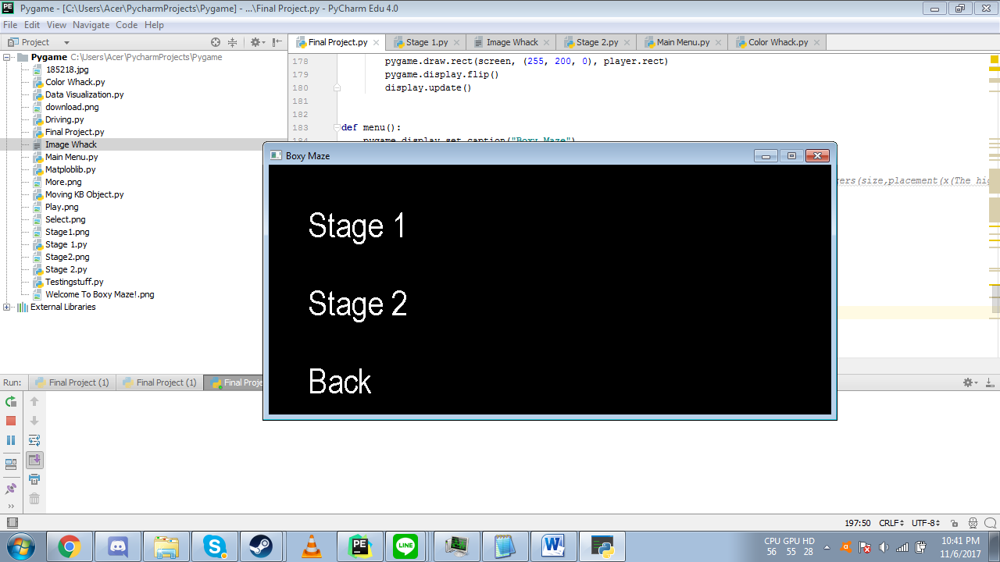 Pygame - [C:\Users\Acer\PycharmProjects\Pygame] - ...\Final Project.py - PyCharm Edu 4.0
File Edit View Navigate Code Help
Project
Final Project.py Stage 1.py Image Whack Stage 2.py Main Menu.py Color Whack.py
Pygame C:\Users\Acer\PycharmProjects\Pygame
185218.jpg
Color Whack.py
Data Visualization.py
download.png
Driving.py
Final Project.py
Image Whack
Main Menu.py
Matploblib.py
More.png
Moving KB Object.py
Play.png
Select.png
Stage1.png
Stage 1.py
Stage2.png
Stage 2.py
Testingstuff.py
Welcome To Boxy Maze!.png
External Libraries
178 pygame.draw.rect(screen, (255, 200, 0), player.rect)
179 pygame.display.flip()
180 display.update()
181
182
183 def menu():
184 pygame.display.set_caption("Boxy Maze")
ers(size,placement(x(The hig
Boxy Maze
Stage 1
Stage 2
Back
Run: Final Project (1) Final Project (1) Final Proje
197:50 CRLF UTF-8
CPU GPU HD
56 55 28
10:41 PM
11/6/2017